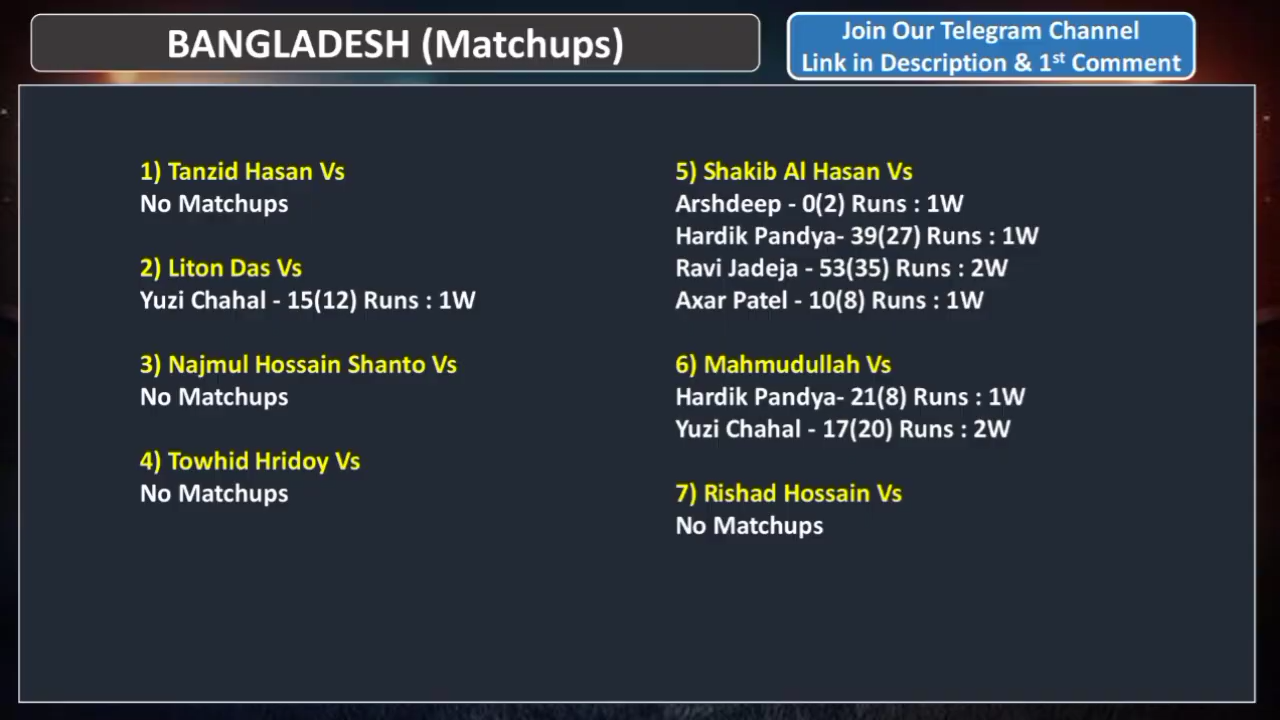 BANGLADESH (Matchups)
Join Our Telegram Channel
Link in Description & 1st Comment
1) Tanzid Hasan Vs
No Matchups
2) Liton Das Vs
Yuzi Chahal - 15(12) Runs : 1W
3) Najmul Hossain Shanto Vs
No Matchups
4) Towhid Hridoy Vs
No Matchups
5) Shakib Al Hasan Vs
Arshdeep - 0(2) Runs : 1W
Hardik Pandya- 39(27) Runs : 1W
Ravi Jadeja - 53(35) Runs : 2W
Axar Patel - 10(8) Runs : 1W
6) Mahmudullah Vs
Hardik Pandya- 21(8) Runs : 1W
Yuzi Chahal - 17(20) Runs : 2W
7) Rishad Hossain Vs
No Matchups